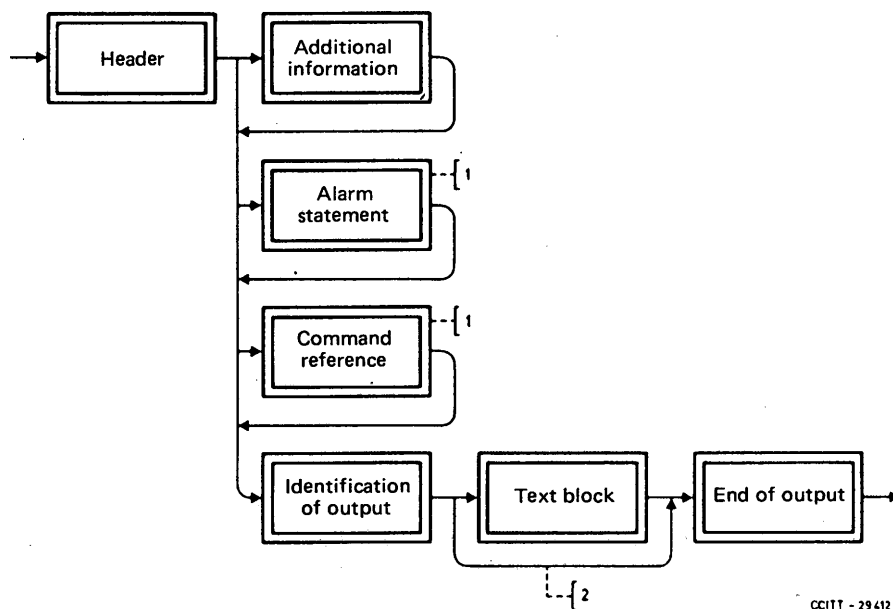 Header
Additional
information
1
Alarm
statement
1
Command
reference
Identification
of output
Text block
End of output
2
CCITT - 29412